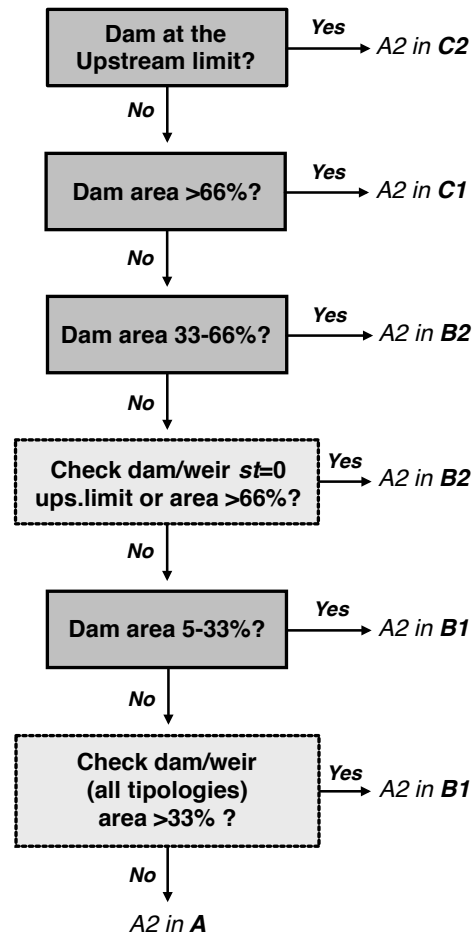 Dam at the
Upstream limit?
Yes
A2 in C2
No
Dam area >66%?
Yes
A2 in C1
No
Dam area 33-66%?
Yes
A2 in B2
No
Check dam/weir st=0
ups.limit or area >66%?
Yes
A2 in B2
No
Dam area 5-33%?
Yes
A2 in B1
No
Check dam/weir
(all tipologies)
area >33% ?
Yes
A2 in B1
No
A2 in A